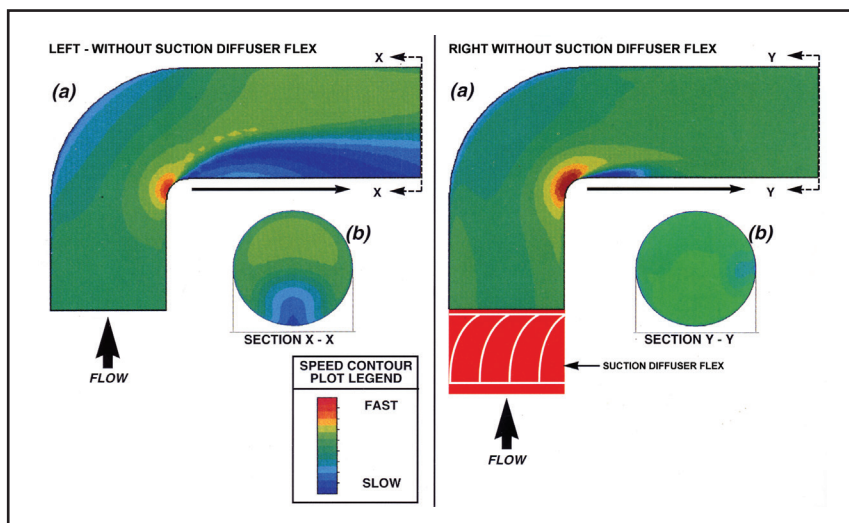 LEFT - WITHOUT SUCTION DIFFUSER FLEX
X
(a)
X
(b)
SECTION X - X
FLOW
SPEED CONTOUR
PLOT LEGEND
FAST
SLOW
RIGHT WITHOUT SUCTION DIFFUSER FLEX
Y
(a)
Y
(b)
SECTION Y - Y
SUCTION DIFFUSER FLEX
FLOW